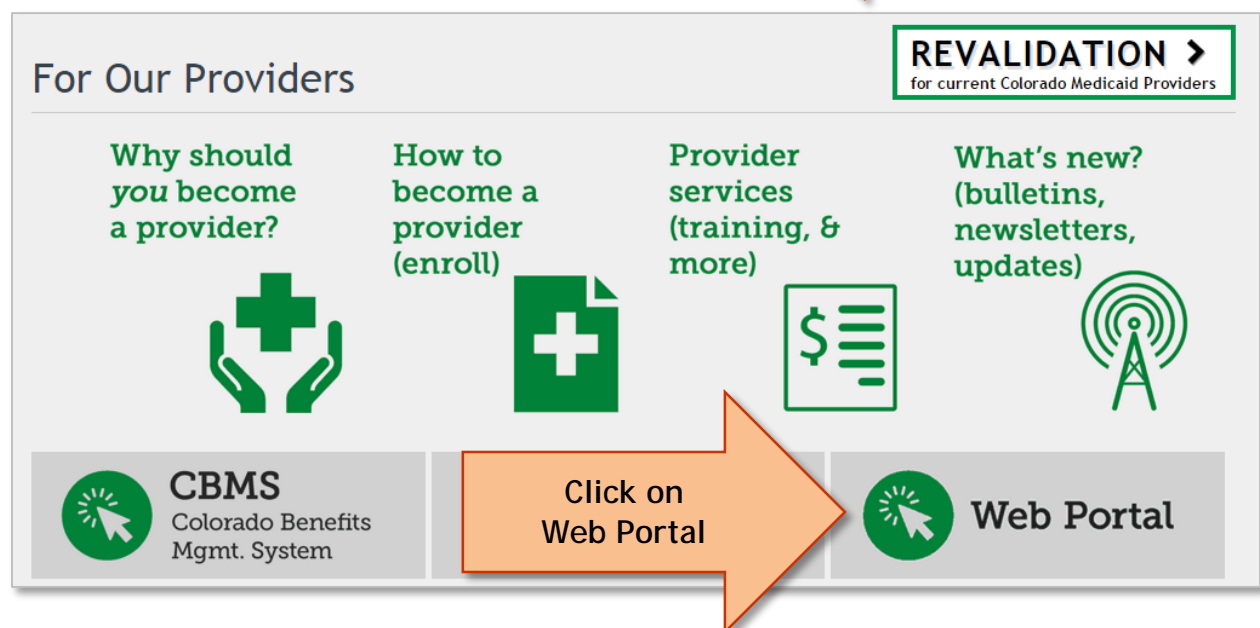 For Our Providers
REVALIDATION >
for current Colorado Medicaid Providers
Why should
you become
a provider?
How to
become a
provider
(enroll)
Provider
services
(training, &
more)
What's new?
(bulletins,
newsletters,
updates)
$
CBMS
Colorado Benefits
Mgmt. System
Click on
Web Portal
Web Portal